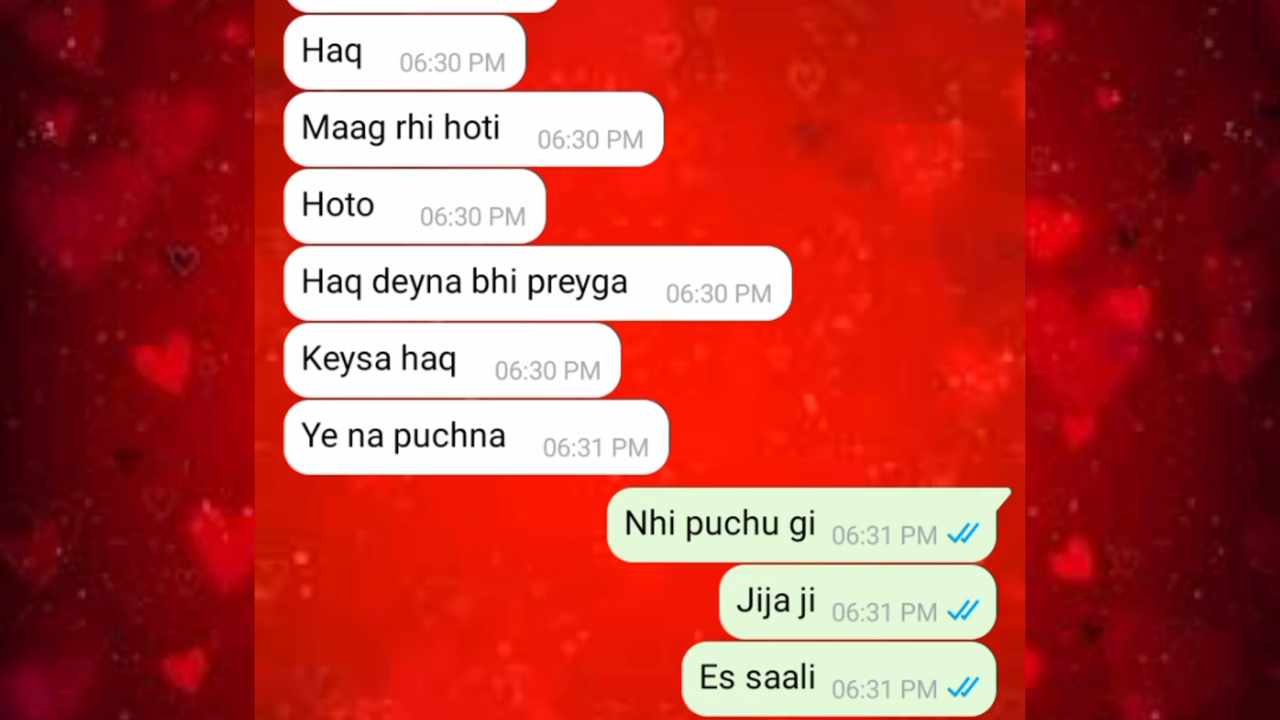 Haq 06:30 PM
Maag rhi hoti 06:30 PM
Hoto 06:30 PM
Haq deyna bhi preyga 06:30 PM
Keysa haq 06:30 PM
Ye na puchna 06:31 PM
Nhi puchu gi 06:31 PM
Jija ji 06:31 PM
Es saali 06:31 PM